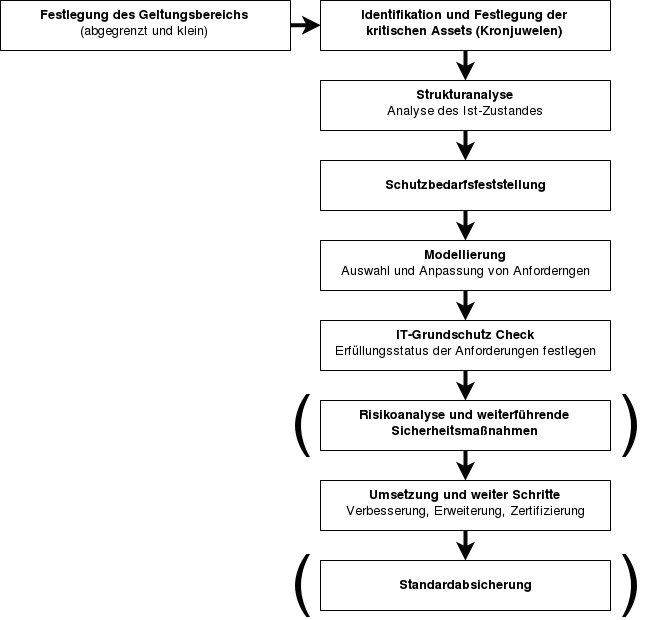 Festlegung des Geltungsbereichs
(abgegrenzt und klein)
Identifikation und Festlegung der
kritischen Assets (Kronjuwelen)
Strukturanalyse
Analyse des Ist-Zustandes
Schutzbedarfsfeststellung
Modellierung
Auswahl und Anpassung von Anforderngen
IT-Grundschutz Check
Erfüllungsstatus der Anforderungen festlegen
( Risikoanalyse und weiterführende
Sicherheitsmaßnahmen )
Umsetzung und weiter Schritte
Verbesserung, Erweiterung, Zertifizierung
( Standardabsicherung )